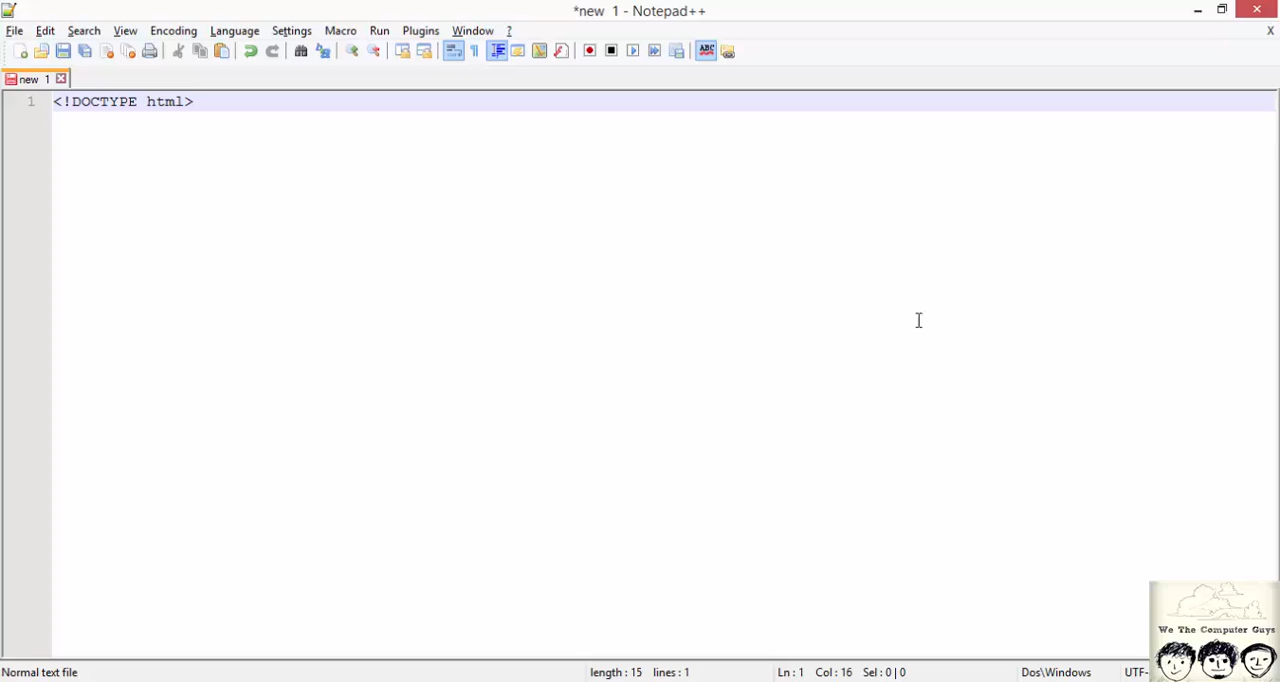 *new  1 - Notepad++
File Edit Search View Encoding Language Settings Macro Run Plugins Window ? X
ABC
new  1
1 <!DOCTYPE html>
We The Computer Guys
Normal text file length : 15 lines : 1 Ln : 1 Col : 16 Sel : 0 | 0 Dos\Windows UTF-